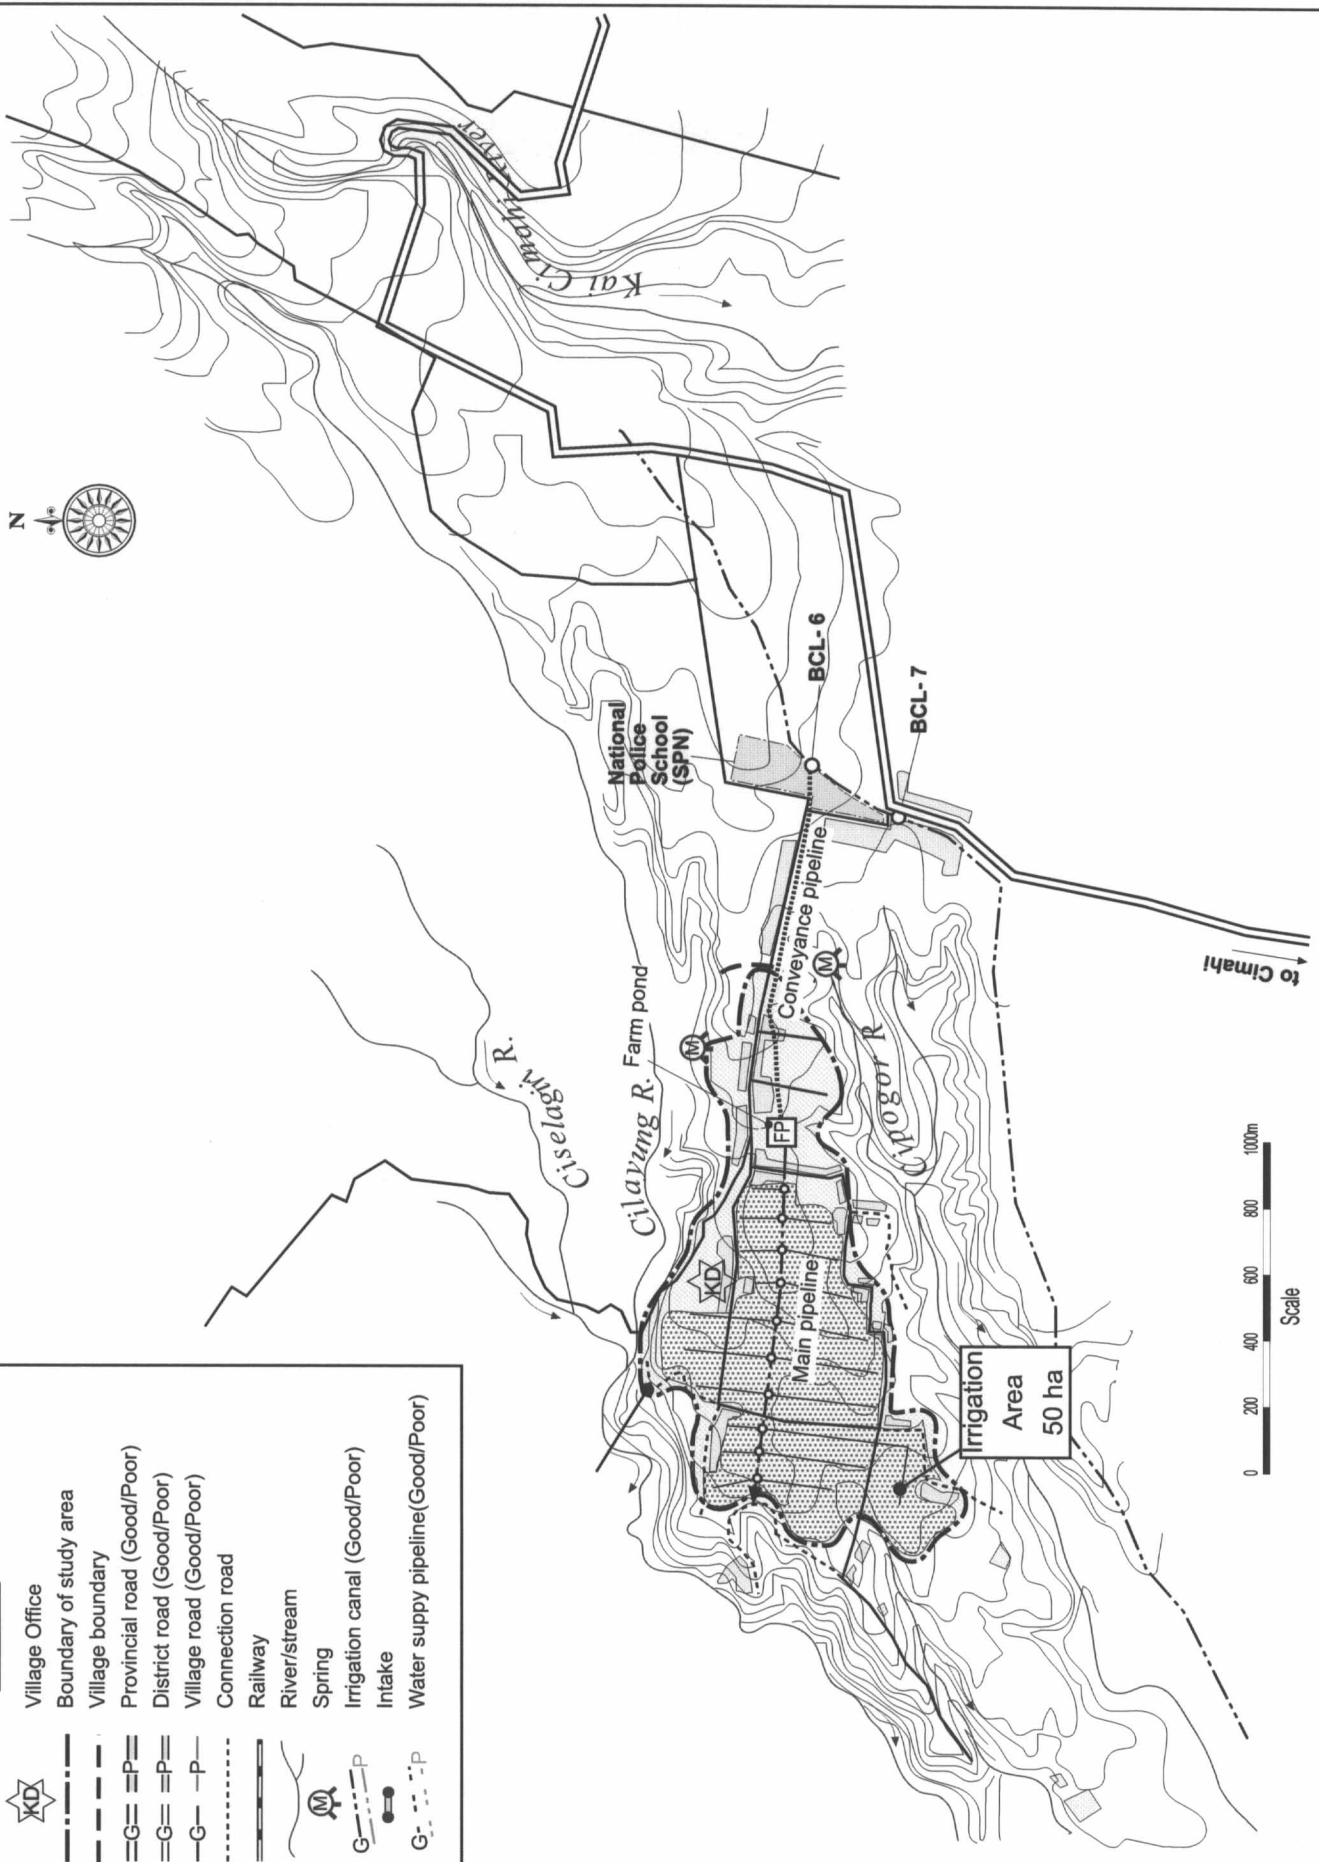 N
Kai Cimahi River
National
Police
School
(SPN)
BCL-6
BCL-7
Conveyance pipeline
to Cimahi
M
M
Farm pond
Ciselagiri R.
Cilayung R.
Cipogor R
FP
KD
Main pipeline
Irrigation
Area
50 ha
0 200 400 600 800 1000m
Scale
KD Village Office
Boundary of study area
Village boundary
G P Provincial road (Good/Poor)
G P District road (Good/Poor)
G P Village road (Good/Poor)
Connection road
Railway
River/stream
M Spring
G P Irrigation canal (Good/Poor)
Intake
G P Water suppy pipeline(Good/Poor)